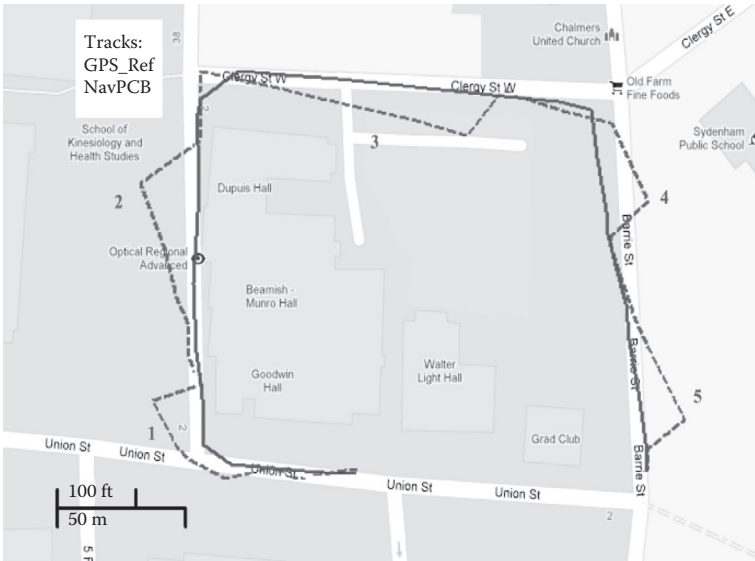 Tracks:
GPS_Ref
NavPCB
38
Chalmers
United Church
Clergy St E
Clergy St W
Clergy St W
Old Farm
Fine Foods
2
School of
Kinesiology and
Health Studies
3
Sydenham
Public School
2
Dupuis Hall
4
Barrie St
Optical Regional
Advanced
Beamish -
Munro Hall
Barrie St
Goodwin
Hall
Walter
Light Hall
5
1
2
Grad Club
Union St
Union St
Union St
Barrie St
Union St
Union St
100 ft
50 m
2